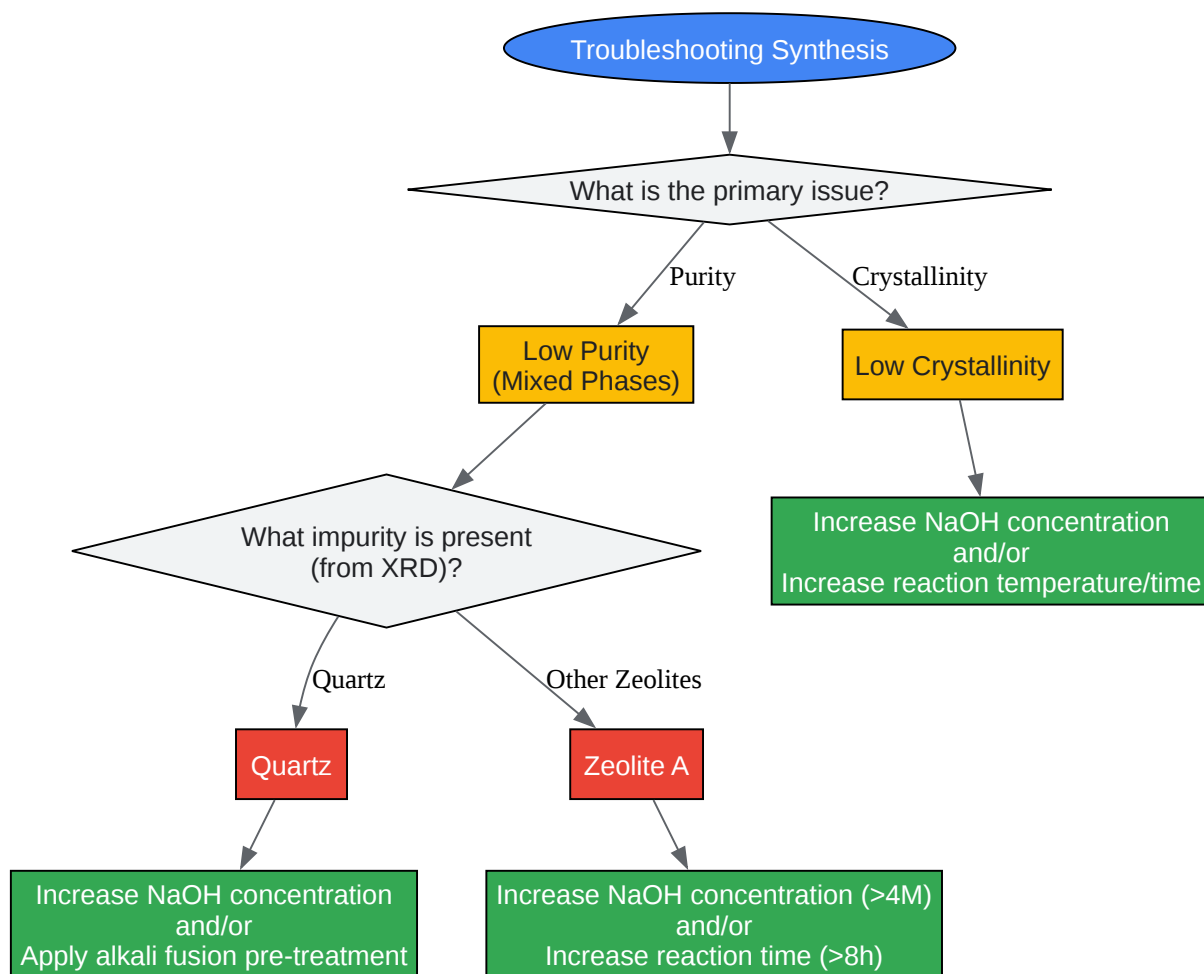 Troubleshooting Synthesis
What is the primary issue?
Purity
Crystallinity
Low Purity
(Mixed Phases)
Low Crystallinity
What impurity is present
(from XRD)?
Increase NaOH concentration
and/or
Increase reaction temperature/time
Quartz
Other Zeolites
Quartz
Zeolite A
Increase NaOH concentration
and/or
Apply alkali fusion pre-treatment
Increase NaOH concentration (>4M)
and/or
Increase reaction time (>8h)